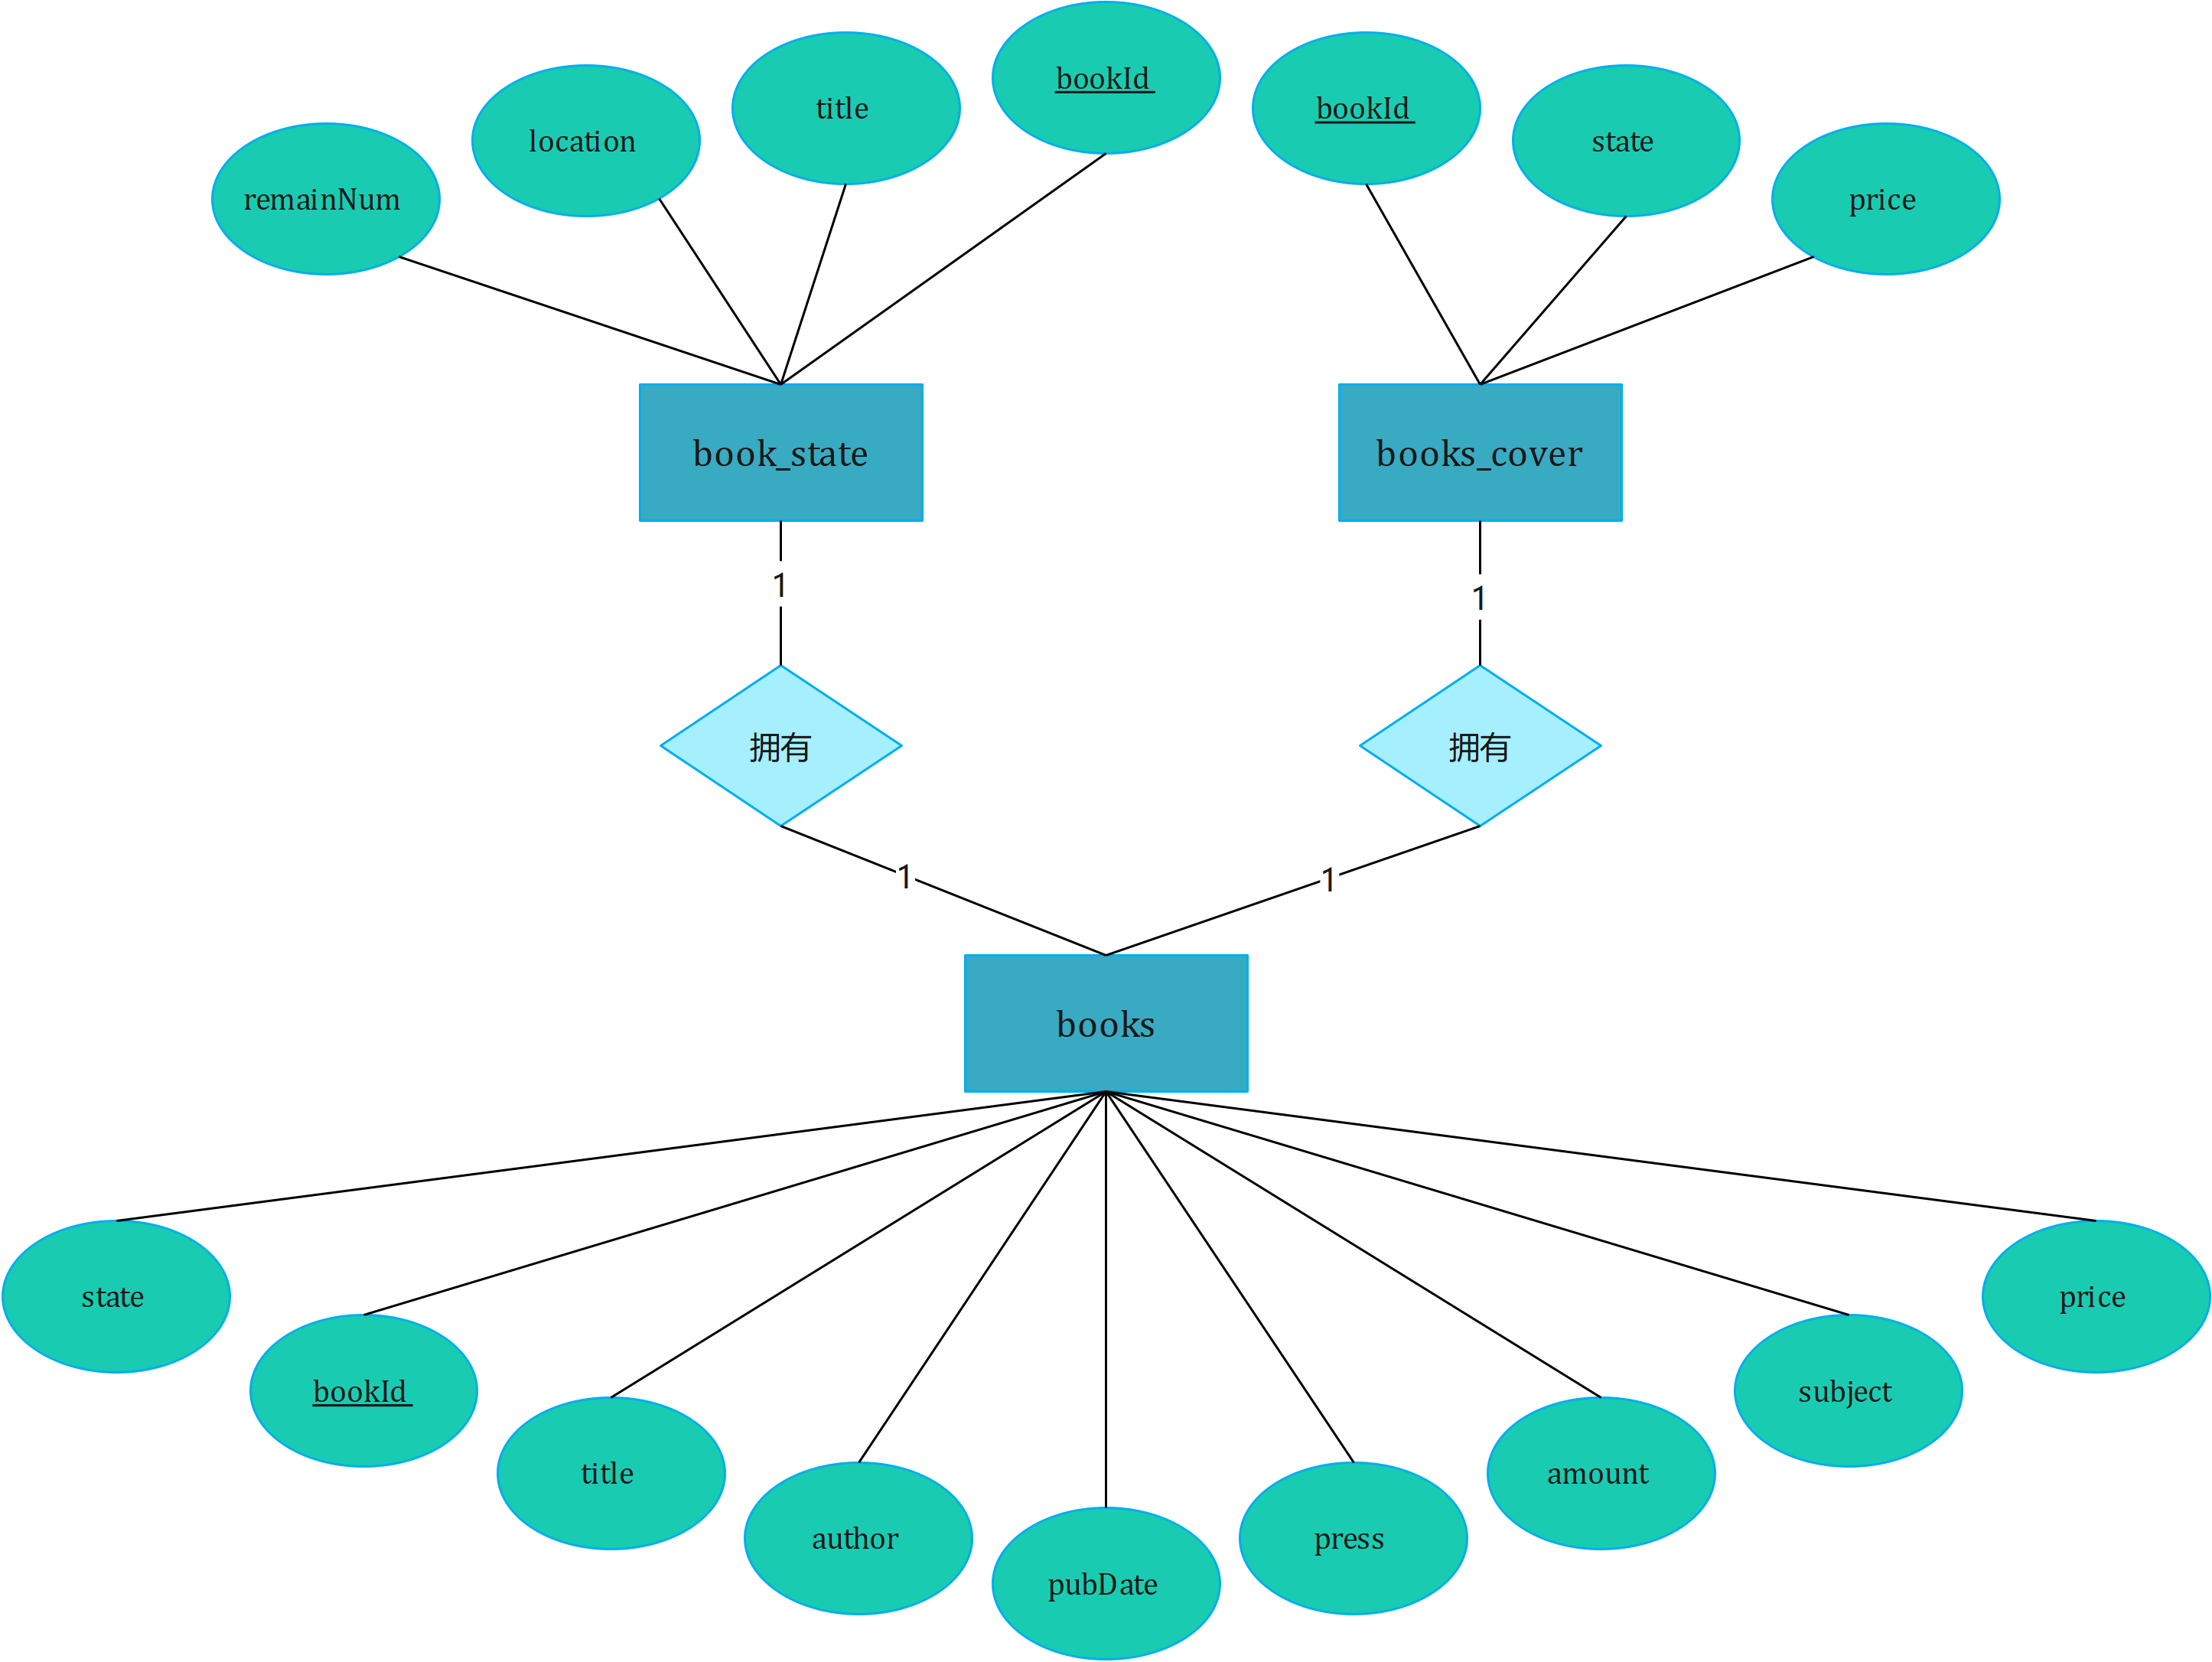 bookId
title
bookId
location
state
remainNum
price
book_state
books_cover
1
1
拥有
拥有
1
1
books
state
price
bookId
subject
title
amount
author
press
pubDate